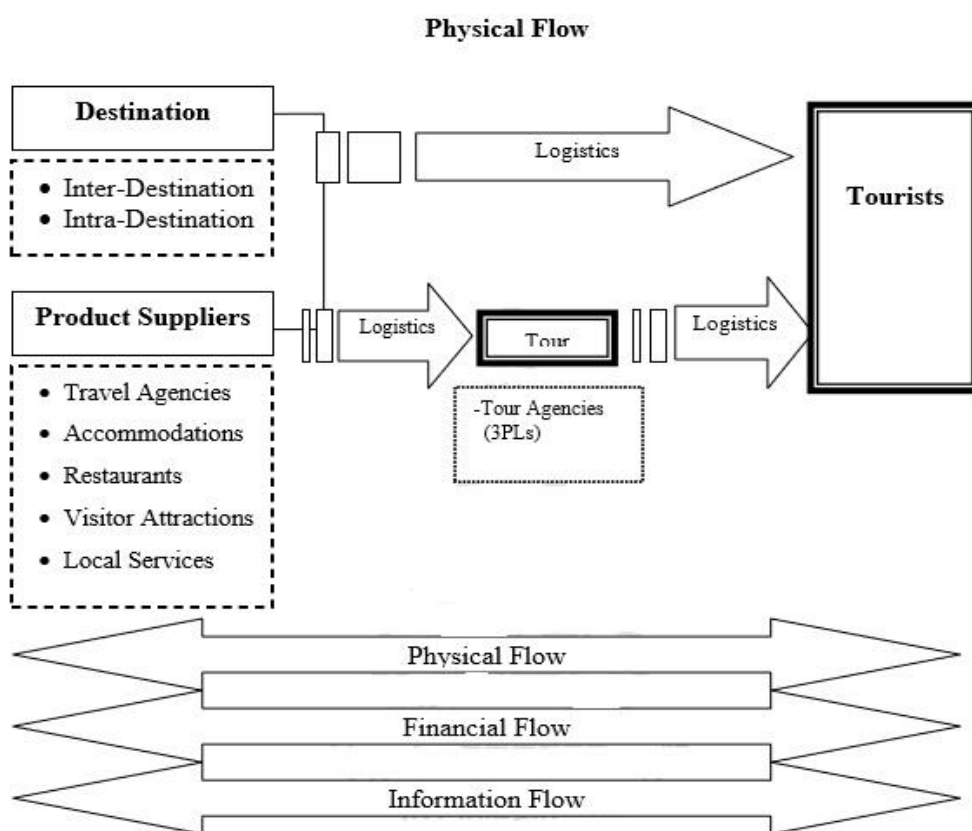 Physical Flow
Destination
• Inter-Destination
• Intra-Destination
Logistics
Tourists
Product Suppliers
• Travel Agencies
• Accommodations
• Restaurants
• Visitor Attractions
• Local Services
Logistics
Tour
-Tour Agencies
(3PLs)
Logistics
Physical Flow
Financial Flow
Information Flow